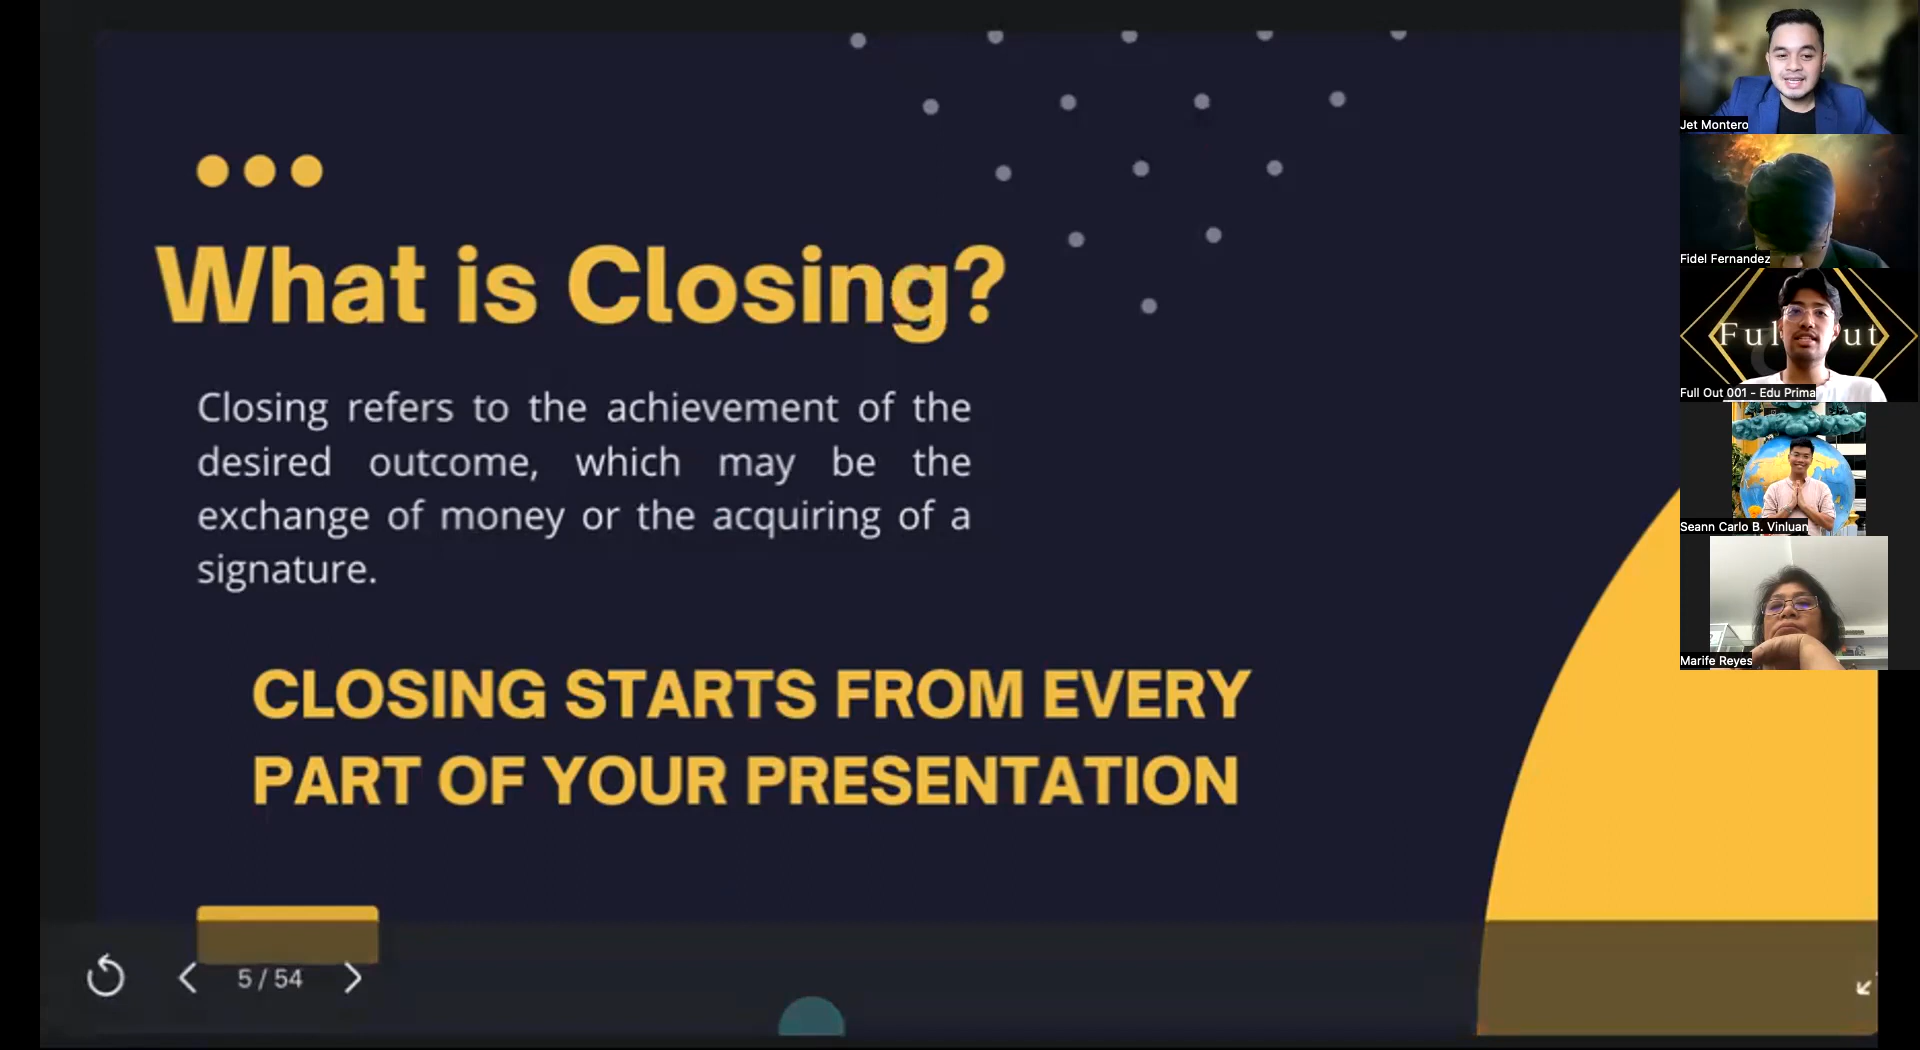 What is Closing?
Closing refers to the achievement of the
desired outcome, which may be the
exchange of money or the acquiring of a
signature.
CLOSING STARTS FROM EVERY
PART OF YOUR PRESENTATION
5 / 54
Jet Montero
Fidel Fernandez
Full Out 001 - Edu Prima
Seann Carlo B. Vinluan
Marife Reyes